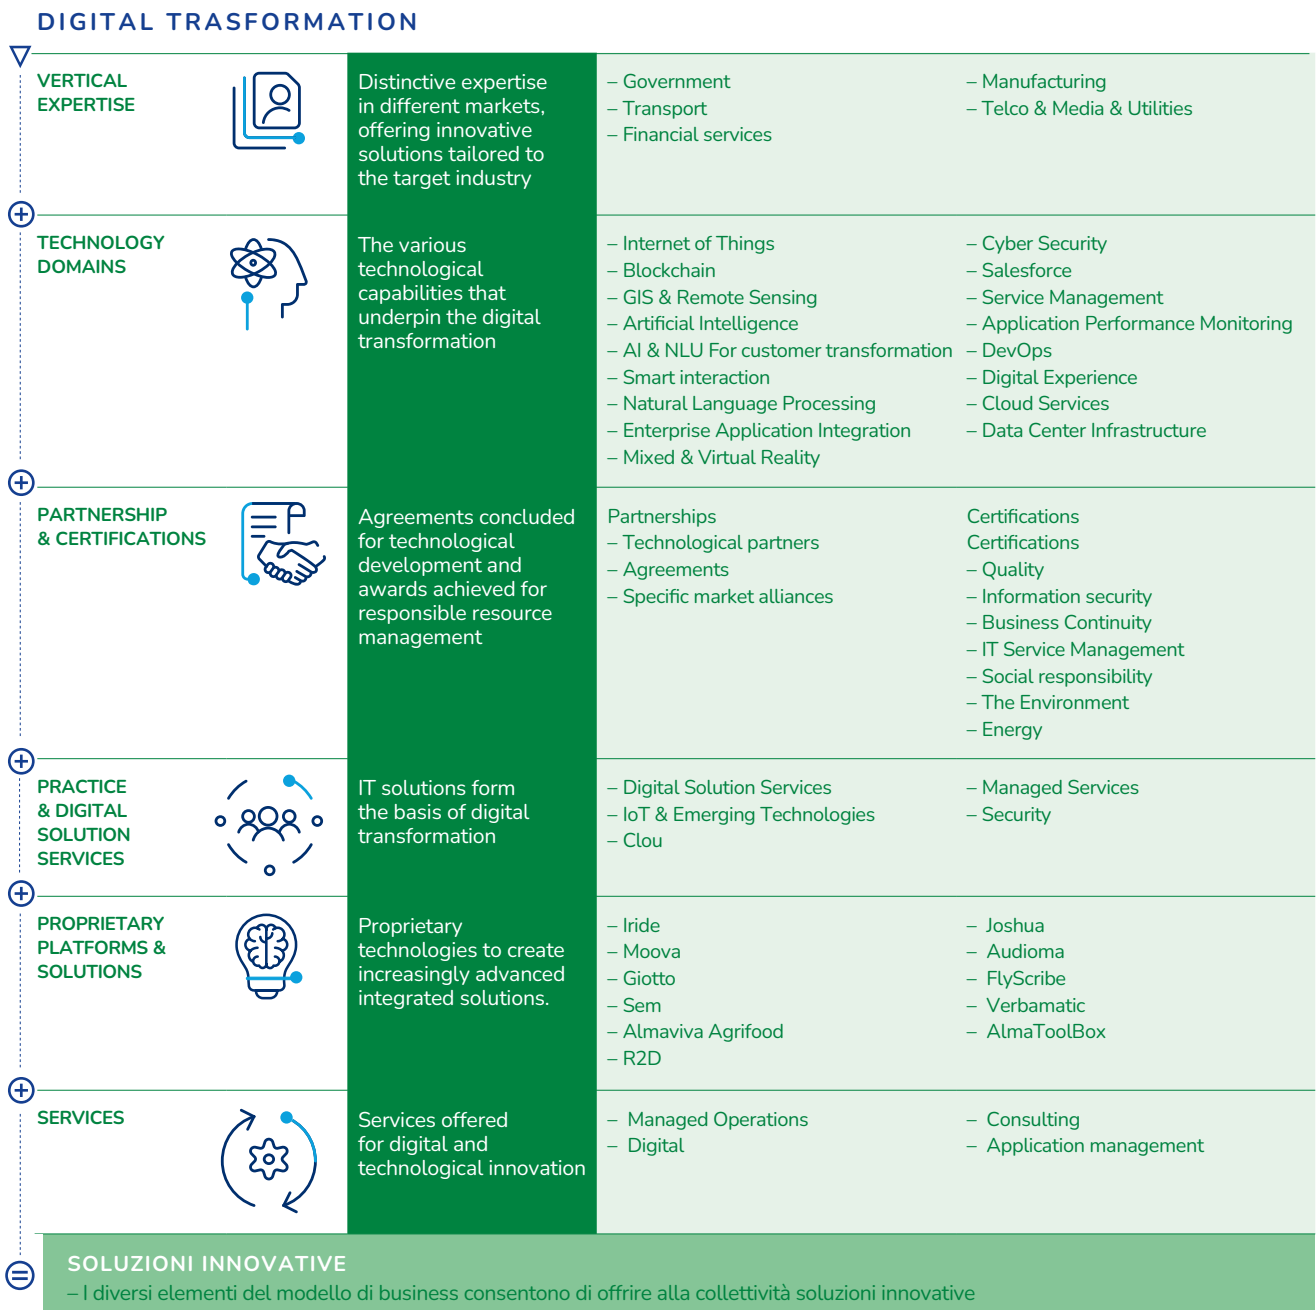 DIGITAL TRASFORMATION
VERTICAL
EXPERTISE
Distinctive expertise
in different markets,
offering innovative
solutions tailored to
the target industry
– Government
– Transport
– Financial services
– Manufacturing
– Telco & Media & Utilities
TECHNOLOGY
DOMAINS
The various
technological
capabilities that
underpin the digital
transformation
– Internet of Things
– Blockchain
– GIS & Remote Sensing
– Artificial Intelligence
– AI & NLU For customer transformation
– Smart interaction
– Natural Language Processing
– Enterprise Application Integration
– Mixed & Virtual Reality
– Cyber Security
– Salesforce
– Service Management
– Application Performance Monitoring
– DevOps
– Digital Experience
– Cloud Services
– Data Center Infrastructure
PARTNERSHIP
& CERTIFICATIONS
Agreements concluded
for technological
development and
awards achieved for
responsible resource
management
Partnerships
– Technological partners
– Agreements
– Specific market alliances
Certifications
Certifications
– Quality
– Information security
– Business Continuity
– IT Service Management
– Social responsibility
– The Environment
– Energy
PRACTICE
& DIGITAL
SOLUTION
SERVICES
IT solutions form
the basis of digital
transformation
– Digital Solution Services
– IoT & Emerging Technologies
– Clou
– Managed Services
– Security
PROPRIETARY
PLATFORMS &
SOLUTIONS
Proprietary
technologies to create
increasingly advanced
integrated solutions.
– Iride
– Moova
– Giotto
– Sem
– Almaviva Agrifood
– R2D
– Joshua
– Audioma
– FlyScribe
– Verbamatic
– AlmaToolBox
SERVICES
Services offered
for digital and
technological innovation
– Managed Operations
– Digital
– Consulting
– Application management
SOLUZIONI INNOVATIVE
– I diversi elementi del modello di business consentono di offrire alla collettività soluzioni innovative